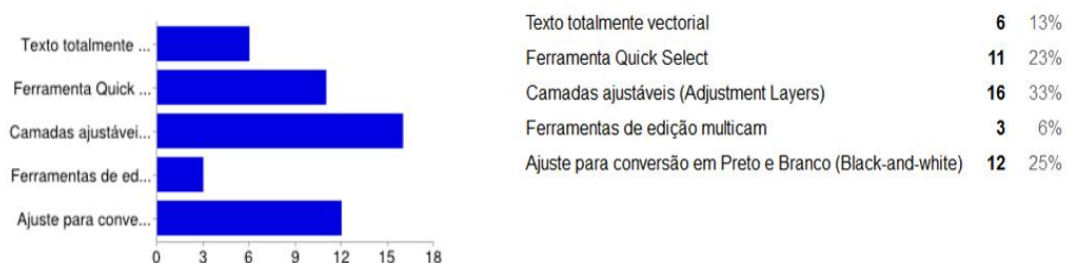 Texto totalmente ...
Ferramenta Quick ...
Camadas ajustávei...
Ferramentas de ed...
Ajuste para conve...
0 3 6 9 12 15 18
Texto totalmente vectorial 6 13%
Ferramenta Quick Select 11 23%
Camadas ajustáveis (Adjustment Layers) 16 33%
Ferramentas de edição multicam 3 6%
Ajuste para conversão em Preto e Branco (Black-and-white) 12 25%